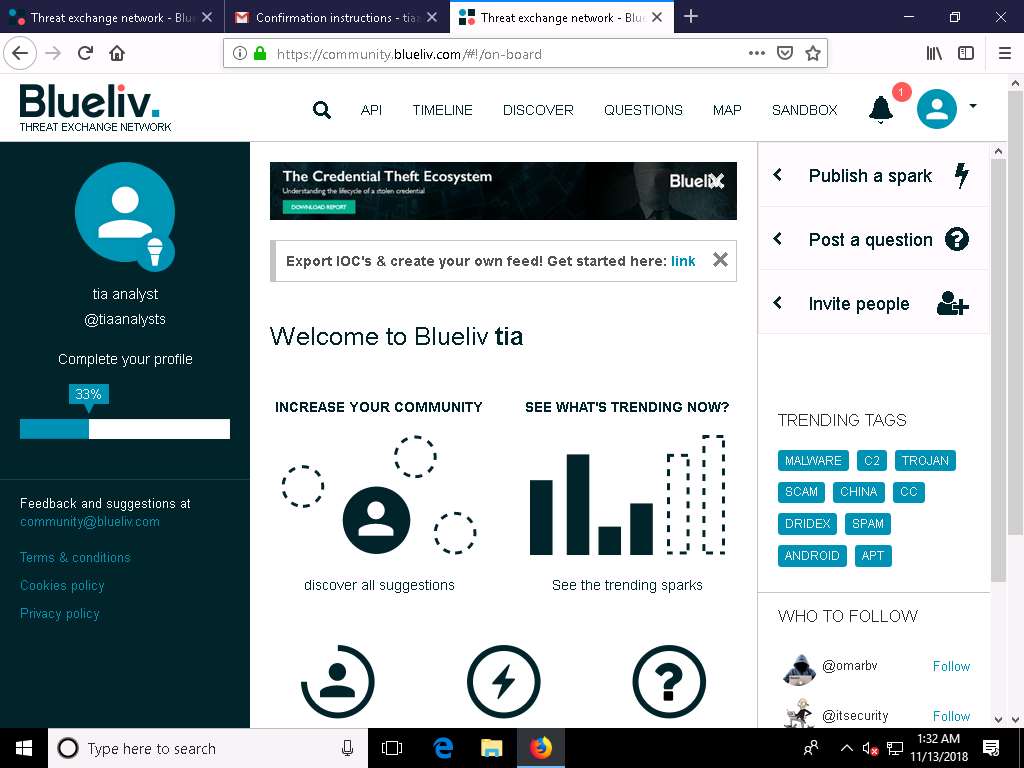 Threat exchange network - Blue
Confirmation instructions - tia
Threat exchange network - Blue
https://community.blueliv.com/#!/on-board
Blueliv.
THREAT EXCHANGE NETWORK
API
TIMELINE
DISCOVER
QUESTIONS
MAP
SANDBOX
1
tia analyst
@tiaanalysts
Complete your profile
33%
Feedback and suggestions at
community@blueliv.com
Terms & conditions
Cookies policy
Privacy policy
The Credential Theft Ecosystem
Understanding the lifecycle of a stolen credential
DOWNLOAD REPORT
Blueliv
Export IOC's & create your own feed! Get started here: link
Welcome to Blueliv tia
INCREASE YOUR COMMUNITY
discover all suggestions
SEE WHAT'S TRENDING NOW?
See the trending sparks
Publish a spark
Post a question
Invite people
TRENDING TAGS
MALWARE C2 TROJAN
SCAM CHINA CC
DRIDEX SPAM
ANDROID APT
WHO TO FOLLOW
@omarbv Follow
@itsecurity Follow
Type here to search
1:32 AM
11/13/2018